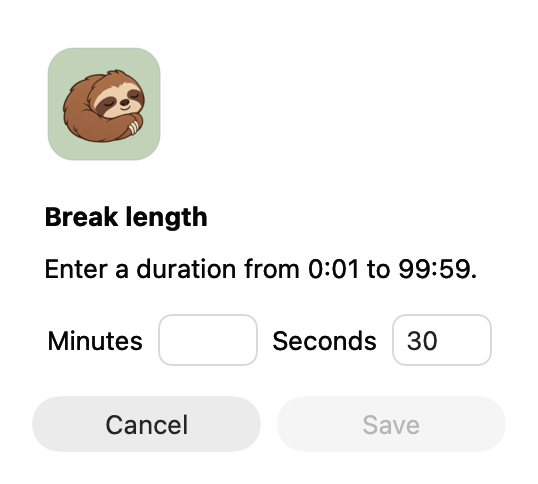 Break length
Enter a duration from 0:01 to 99:59.
Minutes Seconds 30
Cancel Save